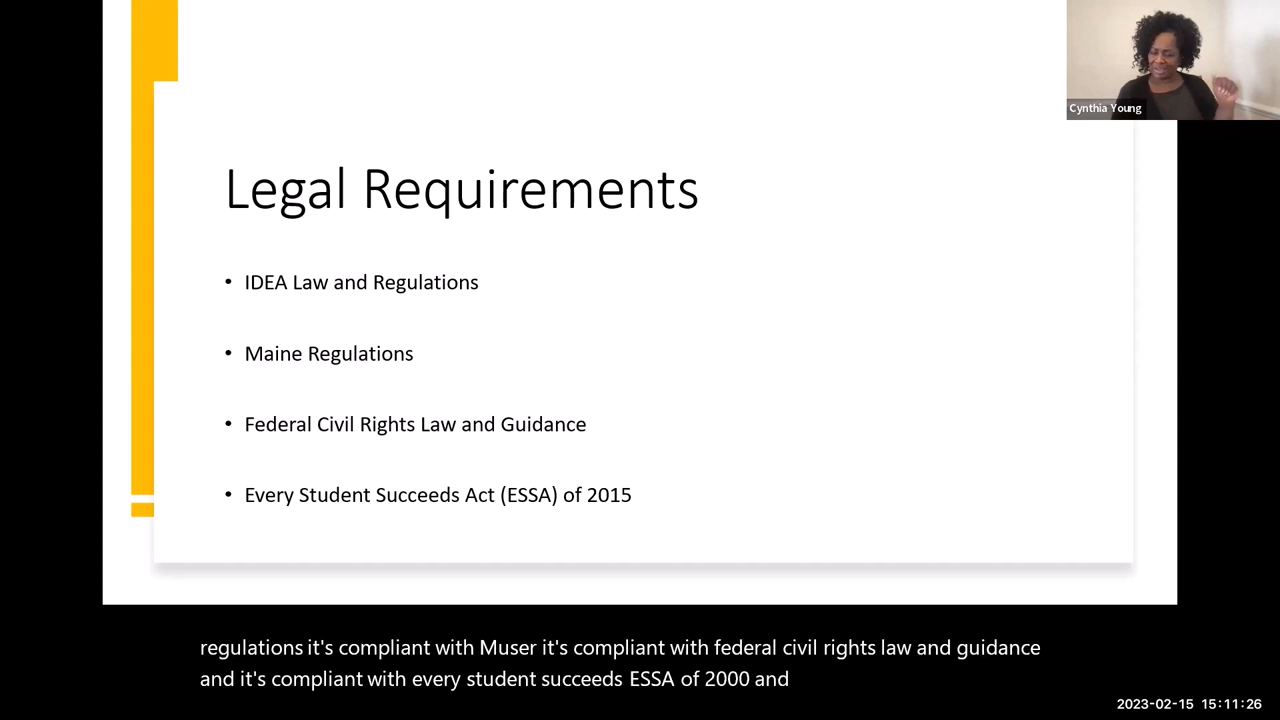 Cynthia Young
Legal Requirements
• IDEA Law and Regulations
• Maine Regulations
• Federal Civil Rights Law and Guidance
• Every Student Succeeds Act (ESSA) of 2015
regulations it's compliant with Muser it's compliant with federal civil rights law and guidance
and it's compliant with every student succeeds ESSA of 2000 and
2023-02-15 15:11:26